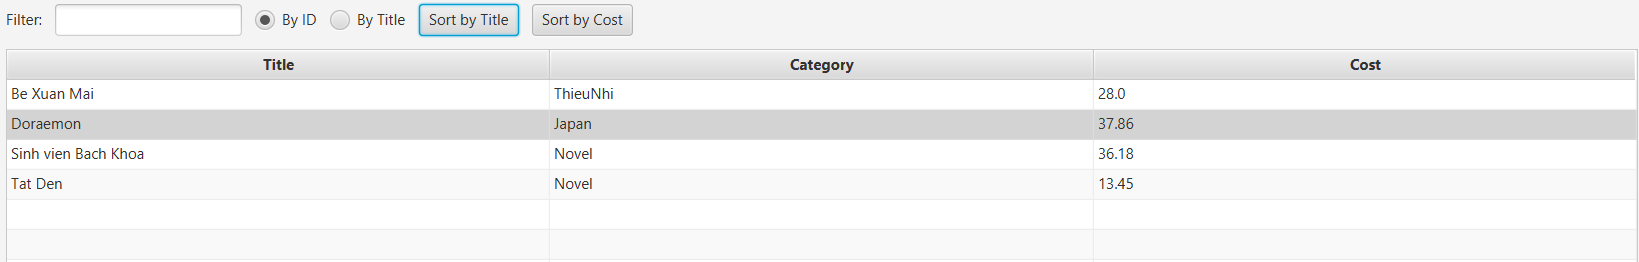 Filter: By ID By Title Sort by Title Sort by Cost
Title Category Cost
Be Xuan Mai ThieuNhi 28.0
Doraemon Japan 37.86
Sinh vien Bach Khoa Novel 36.18
Tat Den Novel 13.45